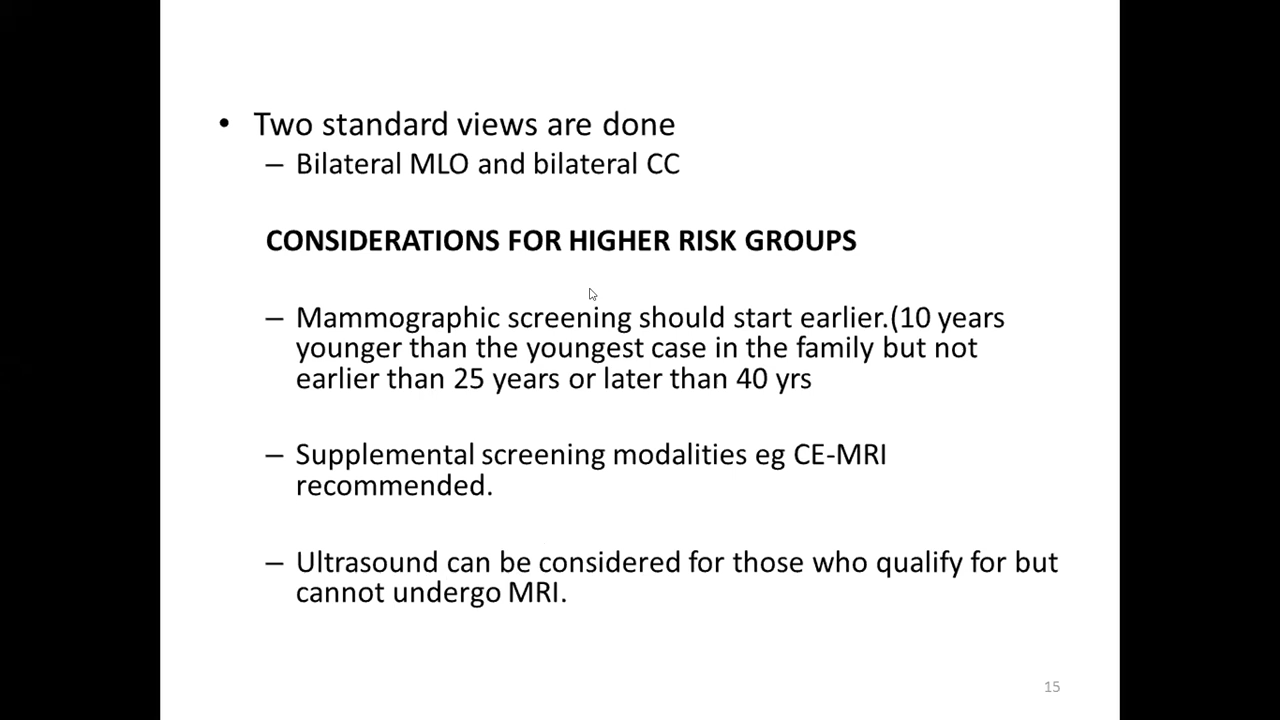 • Two standard views are done
– Bilateral MLO and bilateral CC
CONSIDERATIONS FOR HIGHER RISK GROUPS
– Mammographic screening should start earlier.(10 years
younger than the youngest case in the family but not
earlier than 25 years or later than 40 yrs
– Supplemental screening modalities eg CE-MRI
recommended.
– Ultrasound can be considered for those who qualify for but
cannot undergo MRI.
15